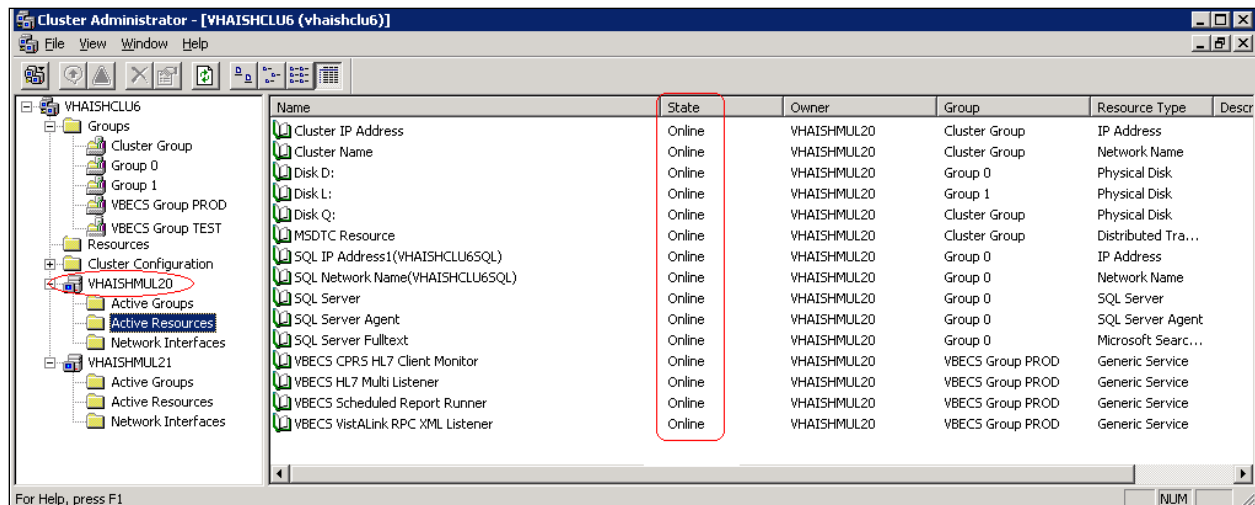 Cluster Administrator - [VHAISHCLU6 (vhaishclu6)]
File View Window Help
VHAISHCLU6
Groups
Cluster Group
Group 0
Group 1
VBECS Group PROD
VBECS Group TEST
Resources
Cluster Configuration
VHAISHMUL20
Active Groups
Active Resources
Network Interfaces
VHAISHMUL21
Active Groups
Active Resources
Network Interfaces
Name State Owner Group Resource Type Descr
Cluster IP Address Online VHAISHMUL20 Cluster Group IP Address
Cluster Name Online VHAISHMUL20 Cluster Group Network Name
Disk D: Online VHAISHMUL20 Group 0 Physical Disk
Disk L: Online VHAISHMUL20 Group 1 Physical Disk
Disk Q: Online VHAISHMUL20 Cluster Group Physical Disk
MSDTC Resource Online VHAISHMUL20 Cluster Group Distributed Tra...
SQL IP Address1(VHAISHCLU6SQL) Online VHAISHMUL20 Group 0 IP Address
SQL Network Name(VHAISHCLU6SQL) Online VHAISHMUL20 Group 0 Network Name
SQL Server Online VHAISHMUL20 Group 0 SQL Server
SQL Server Agent Online VHAISHMUL20 Group 0 SQL Server Agent
SQL Server Fulltext Online VHAISHMUL20 Group 0 Microsoft Searc...
VBECS CPRS HL7 Client Monitor Online VHAISHMUL20 VBECS Group PROD Generic Service
VBECS HL7 Multi Listener Online VHAISHMUL20 VBECS Group PROD Generic Service
VBECS Scheduled Report Runner Online VHAISHMUL20 VBECS Group PROD Generic Service
VBECS VistALink RPC XML Listener Online VHAISHMUL20 VBECS Group PROD Generic Service
For Help, press F1 NUM